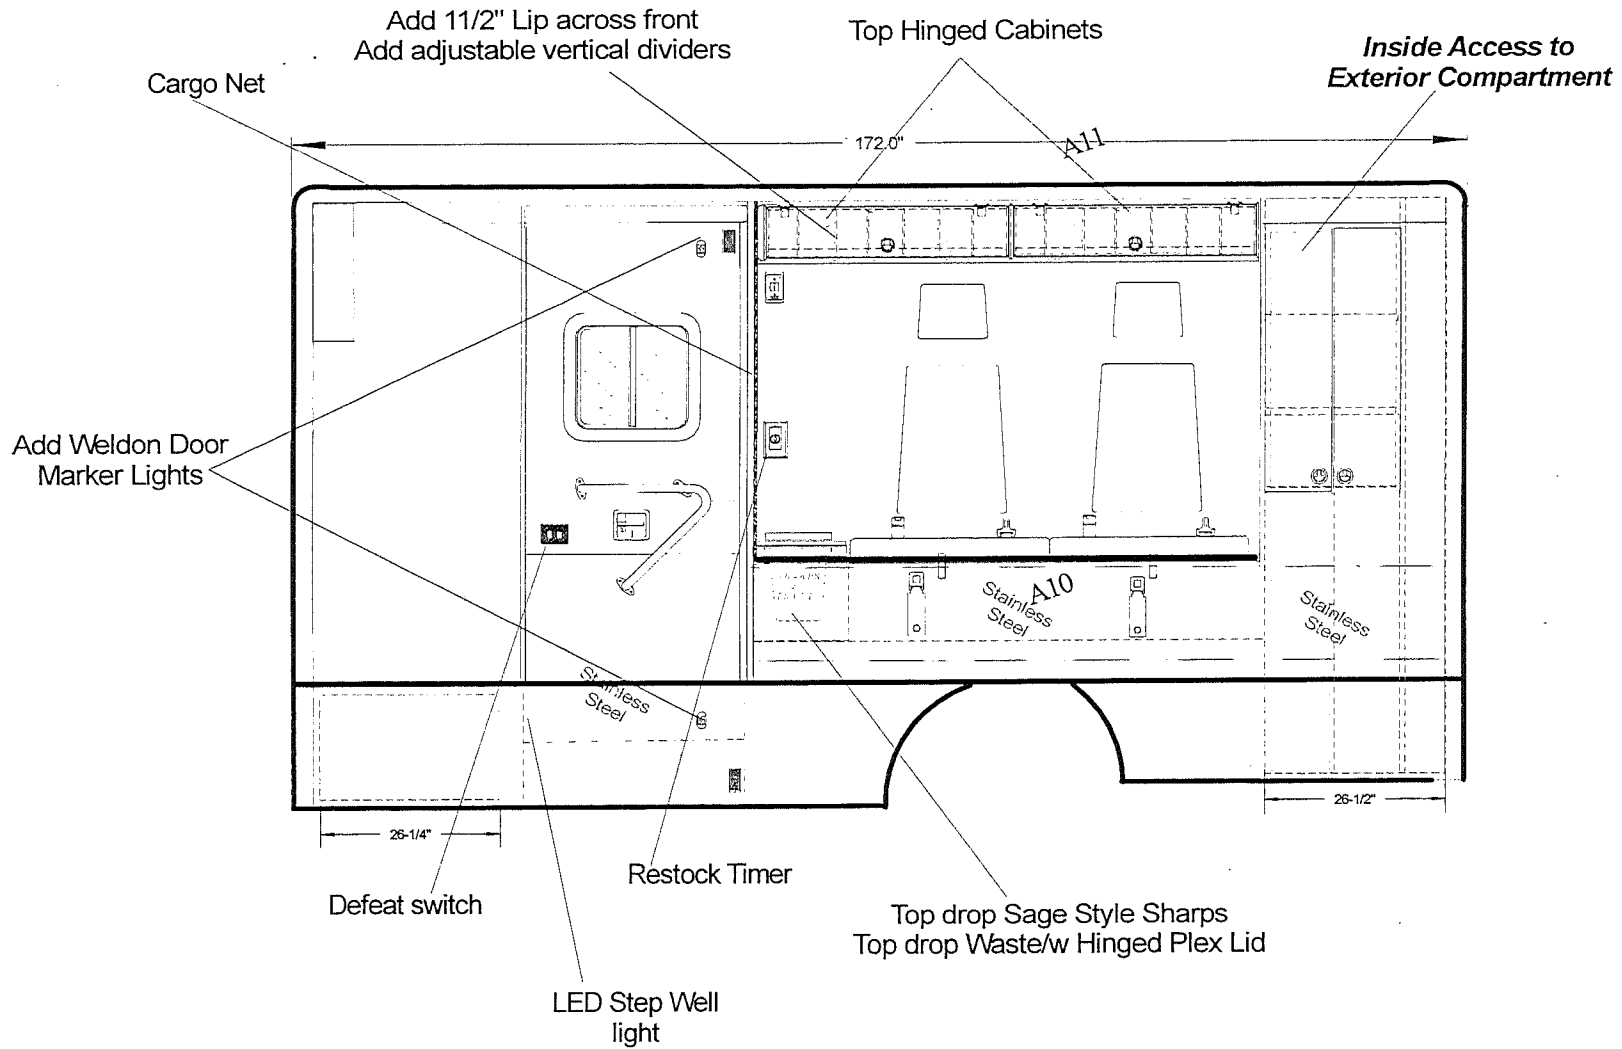 Add 11/2" Lip across front
Add adjustable vertical dividers
Top Hinged Cabinets
Inside Access to
Exterior Compartment
Cargo Net
172.0"
A11
Add Weldon Door
Marker Lights
A10
Stainless
Steel
Stainless
Steel
Stainless
Steel
26-1/2"
26-1/4"
Restock Timer
Defeat switch
Top drop Sage Style Sharps
Top drop Waste/w Hinged Plex Lid
LED Step Well
light